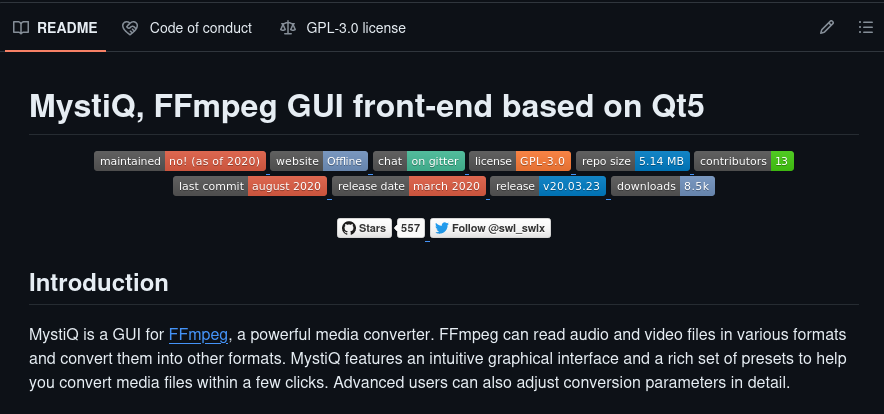 README Code of conduct GPL-3.0 license
MystiQ, FFmpeg GUI front-end based on Qt5
maintained no! (as of 2020) website Offline chat on gitter license GPL-3.0 repo size 5.14 MB contributors 13
last commit august 2020 release date march 2020 release v20.03.23 downloads 8.5k
Stars 557 Follow @swl_swlx
Introduction
MystiQ is a GUI for FFmpeg, a powerful media converter. FFmpeg can read audio and video files in various formats
and convert them into other formats. MystiQ features an intuitive graphical interface and a rich set of presets to help
you convert media files within a few clicks. Advanced users can also adjust conversion parameters in detail.